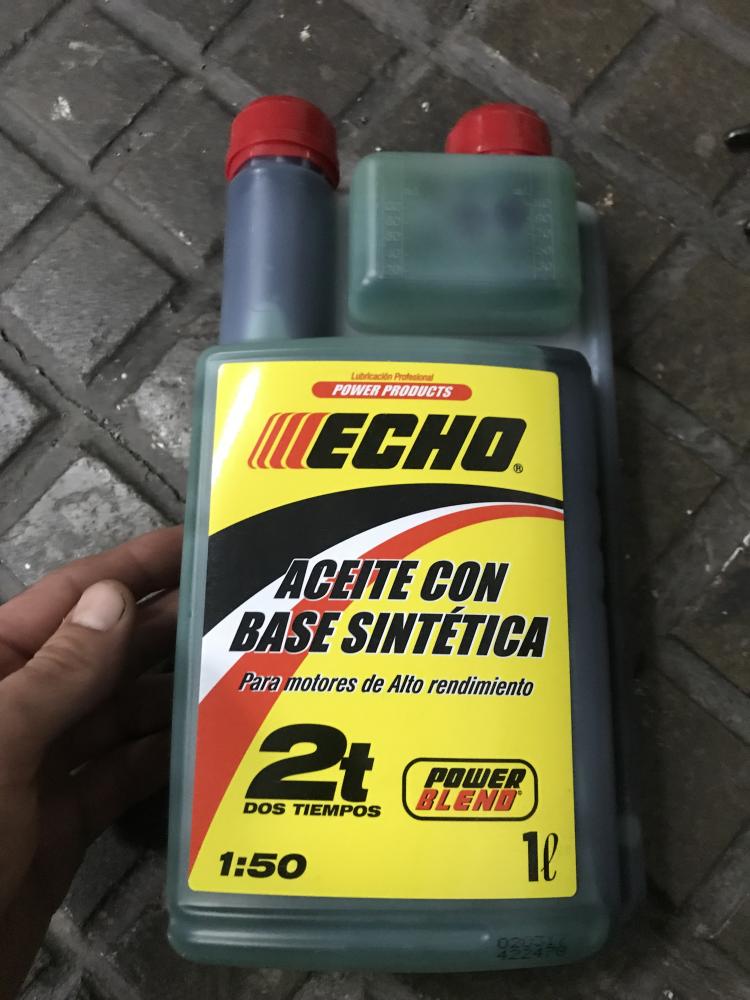 Lubricación Profesional
POWER PRODUCTS
ECHO®
ACEITE CON
BASE SINTÉTICA
Para motores de Alto rendimiento
2t
DOS TIEMPOS
POWER
BLEND®
1:50
1ℓ